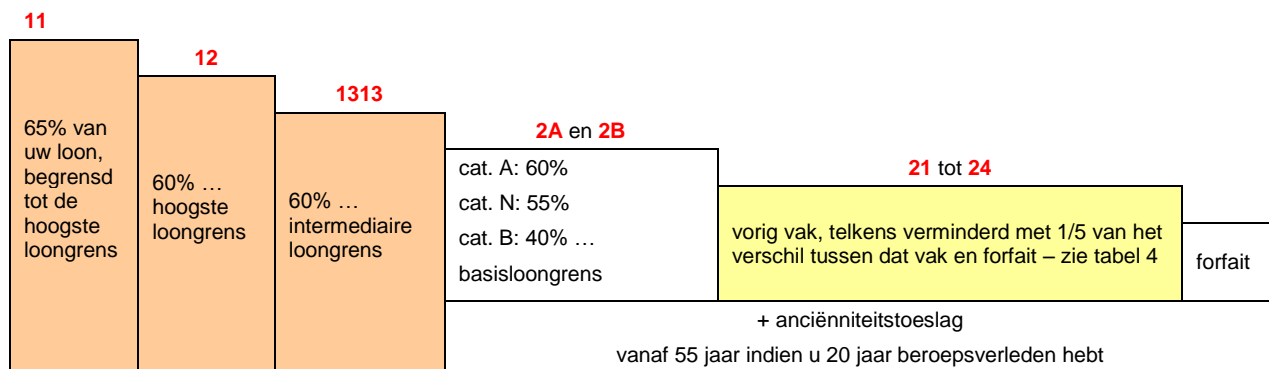 11
12
1313
2A en 2B
21 tot 24
65% van
uw loon,
begrensd
tot de
hoogste
loongrens
60% …
hoogste
loongrens
60% …
intermediaire
loongrens
cat. A: 60%
cat. N: 55%
cat. B: 40% …
basisloongrens
vorig vak, telkens verminderd met 1/5 van het
verschil tussen dat vak en forfait – zie tabel 4
forfait
+ anciënniteitstoeslag
vanaf 55 jaar indien u 20 jaar beroepsverleden hebt